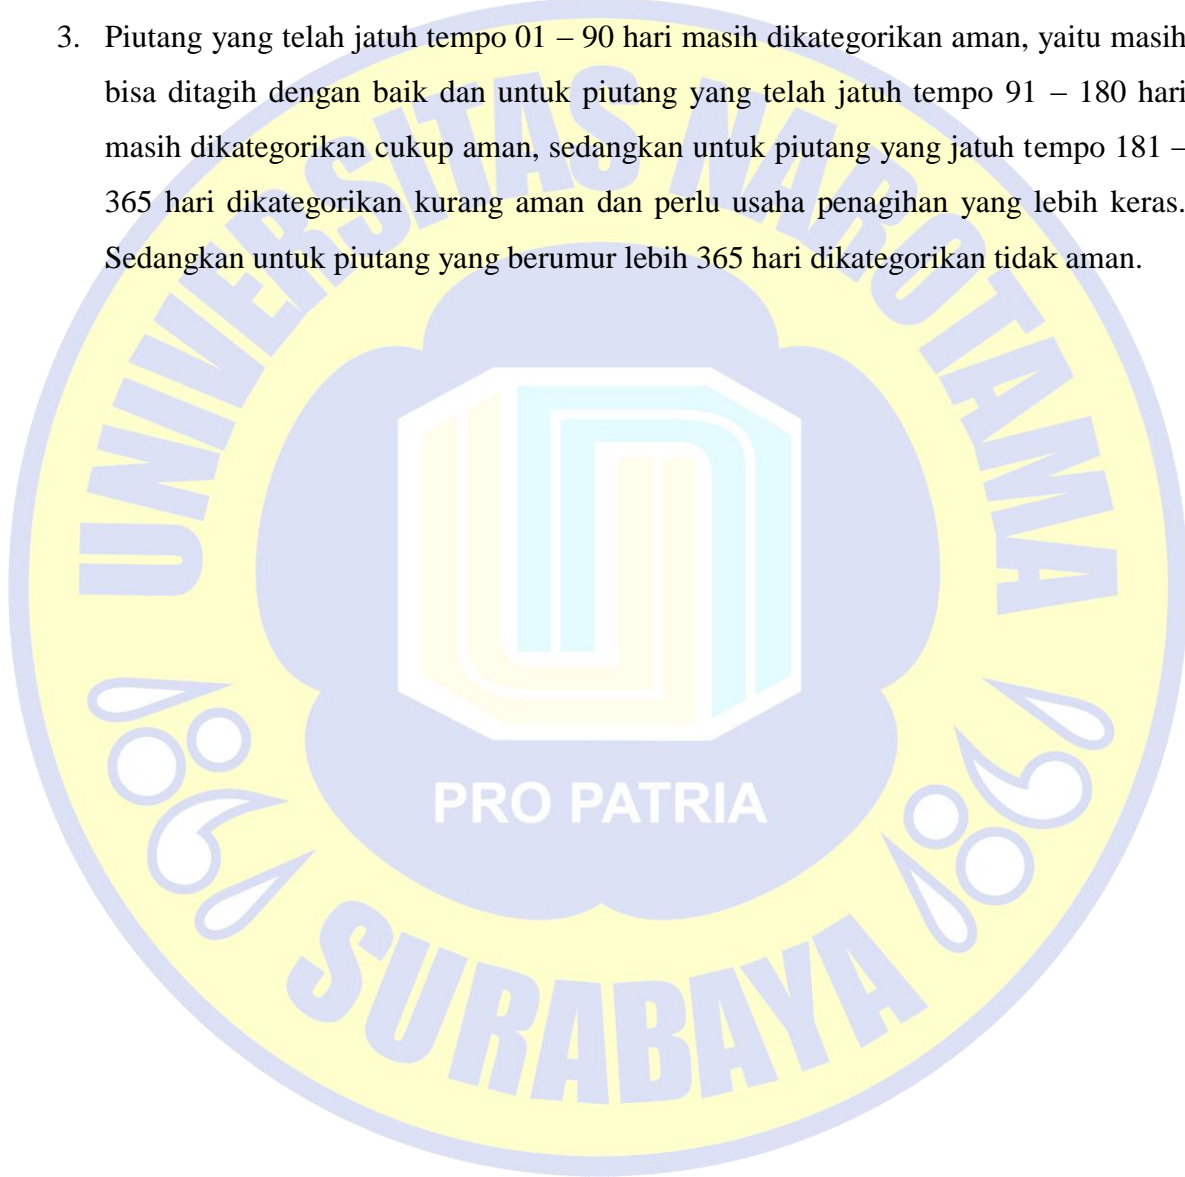 3. Piutang yang telah jatuh tempo 01 – 90 hari masih dikategorikan aman, yaitu masih
bisa ditagih dengan baik dan untuk piutang yang telah jatuh tempo 91 – 180 hari
masih dikategorikan cukup aman, sedangkan untuk piutang yang jatuh tempo 181 –
365 hari dikategorikan kurang aman dan perlu usaha penagihan yang lebih keras.
Sedangkan untuk piutang yang berumur lebih 365 hari dikategorikan tidak aman.
UNIVERSITAS NAROTAMA
PRO PATRIA
SURABAYA